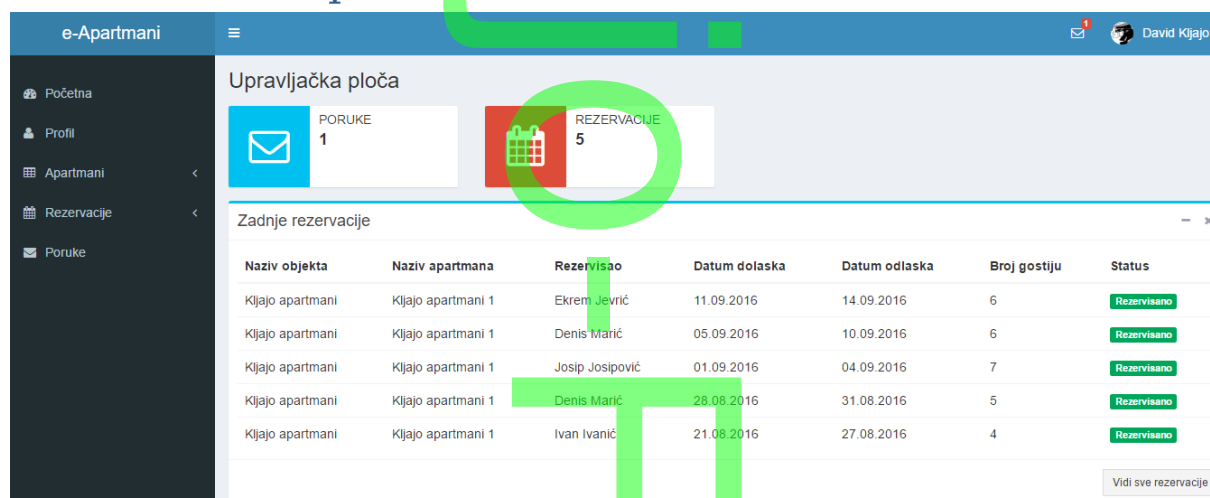 e-Apartmani
1
David Kljajo
Početna
Profil
Apartmani
Rezervacije
Poruke
Upravljačka ploča
PORUKE
1
REZERVACIJE
5
Zadnje rezervacije
Naziv objekta Naziv apartmana Rezervisao Datum dolaska Datum odlaska Broj gostiju Status
Kljajo apartmani Kljajo apartmani 1 Ekrem Jevrić 11.09.2016 14.09.2016 6 Rezervisano
Kljajo apartmani Kljajo apartmani 1 Denis Marić 05.09.2016 10.09.2016 6 Rezervisano
Kljajo apartmani Kljajo apartmani 1 Josip Josipović 01.09.2016 04.09.2016 7 Rezervisano
Kljajo apartmani Kljajo apartmani 1 Denis Marić 28.08.2016 31.08.2016 5 Rezervisano
Kljajo apartmani Kljajo apartmani 1 Ivan Ivanić 21.08.2016 27.08.2016 4 Rezervisano
Vidi sve rezervacije